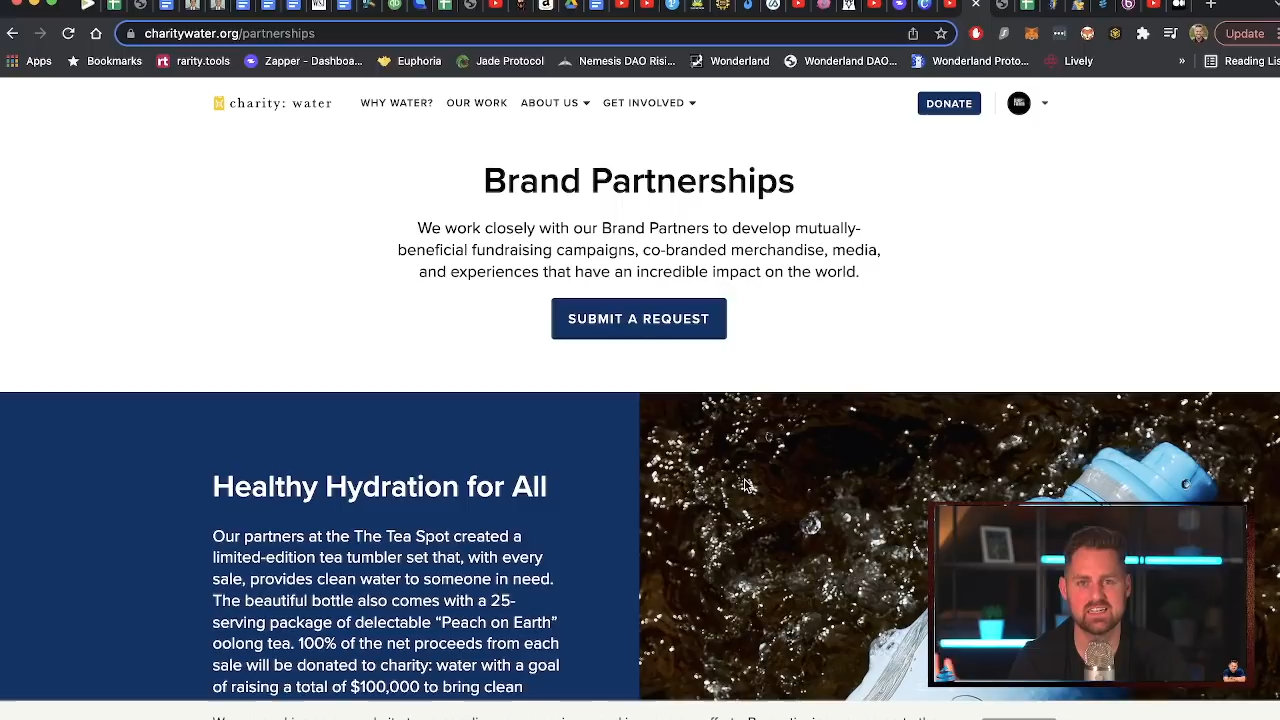 charitywater.org/partnerships
Update
Apps
Bookmarks
rarity.tools
Zapper - Dashboar...
Euphoria
Jade Protocol
Nemesis DAO Risin...
Wonderland
Wonderland DAO...
Wonderland Proto...
Lively
»
Reading List
charity: water
WHY WATER?
OUR WORK
ABOUT US
GET INVOLVED
DONATE
Brand Partnerships
We work closely with our Brand Partners to develop mutually-
beneficial fundraising campaigns, co-branded merchandise, media,
and experiences that have an incredible impact on the world.
SUBMIT A REQUEST
Healthy Hydration for All
Our partners at the The Tea Spot created a
limited-edition tea tumbler set that, with every
sale, provides clean water to someone in need.
The beautiful bottle also comes with a 25-
serving package of delectable “Peach on Earth”
oolong tea. 100% of the net proceeds from each
sale will be donated to charity: water with a goal
of raising a total of $100,000 to bring clean